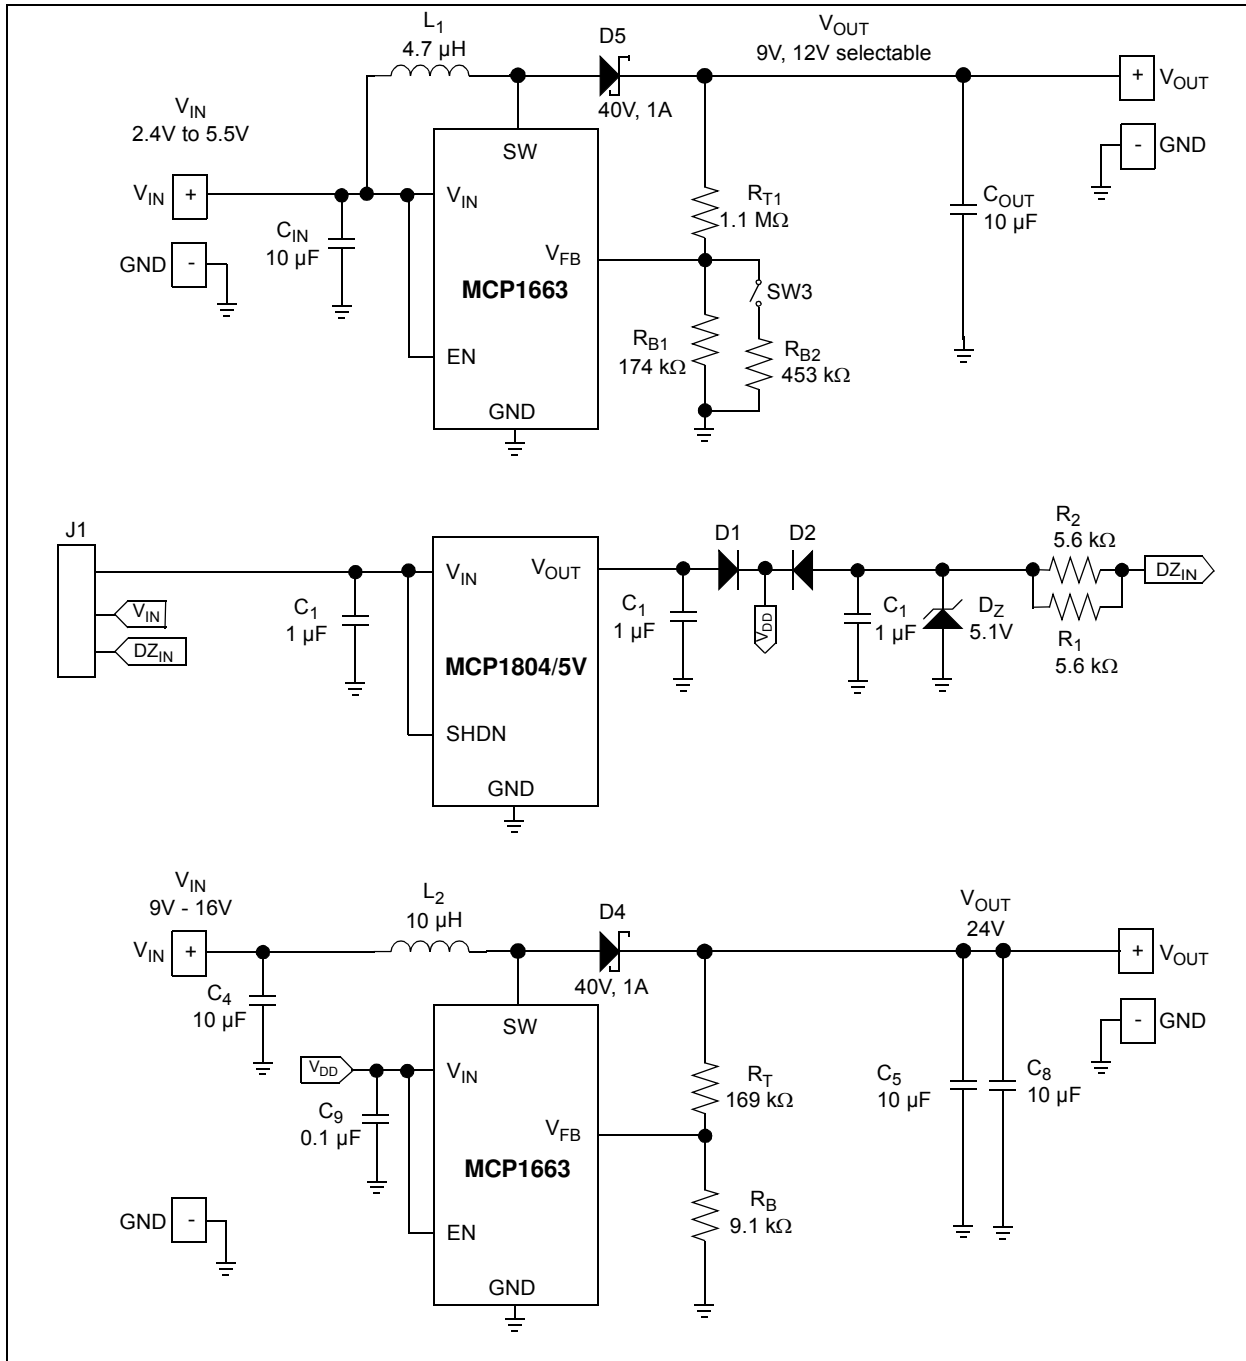 L1
4.7 µH
D5
40V, 1A
VOUT
9V, 12V selectable
+
VOUT
-
GND
VIN
2.4V to 5.5V
VIN
+
GND
-
CIN
10 µF
SW
VIN
VFB
MCP1663
EN
GND
RT1
1.1 MΩ
SW3
RB1
174 kΩ
RB2
453 kΩ
COUT
10 µF
J1
VIN
DZIN
C1
1 µF
VIN
VOUT
MCP1804/5V
SHDN
GND
D1
D2
C1
1 µF
VDD
C1
1 µF
DZ
5.1V
R2
5.6 kΩ
R1
5.6 kΩ
DZIN
VIN
9V - 16V
VIN
+
C4
10 µF
L2
10 µH
D4
40V, 1A
VOUT
24V
+
VOUT
-
GND
VDD
C9
0.1 µF
SW
VIN
VFB
MCP1663
EN
GND
RT
169 kΩ
RB
9.1 kΩ
C5
10 µF
C8
10 µF
GND
-